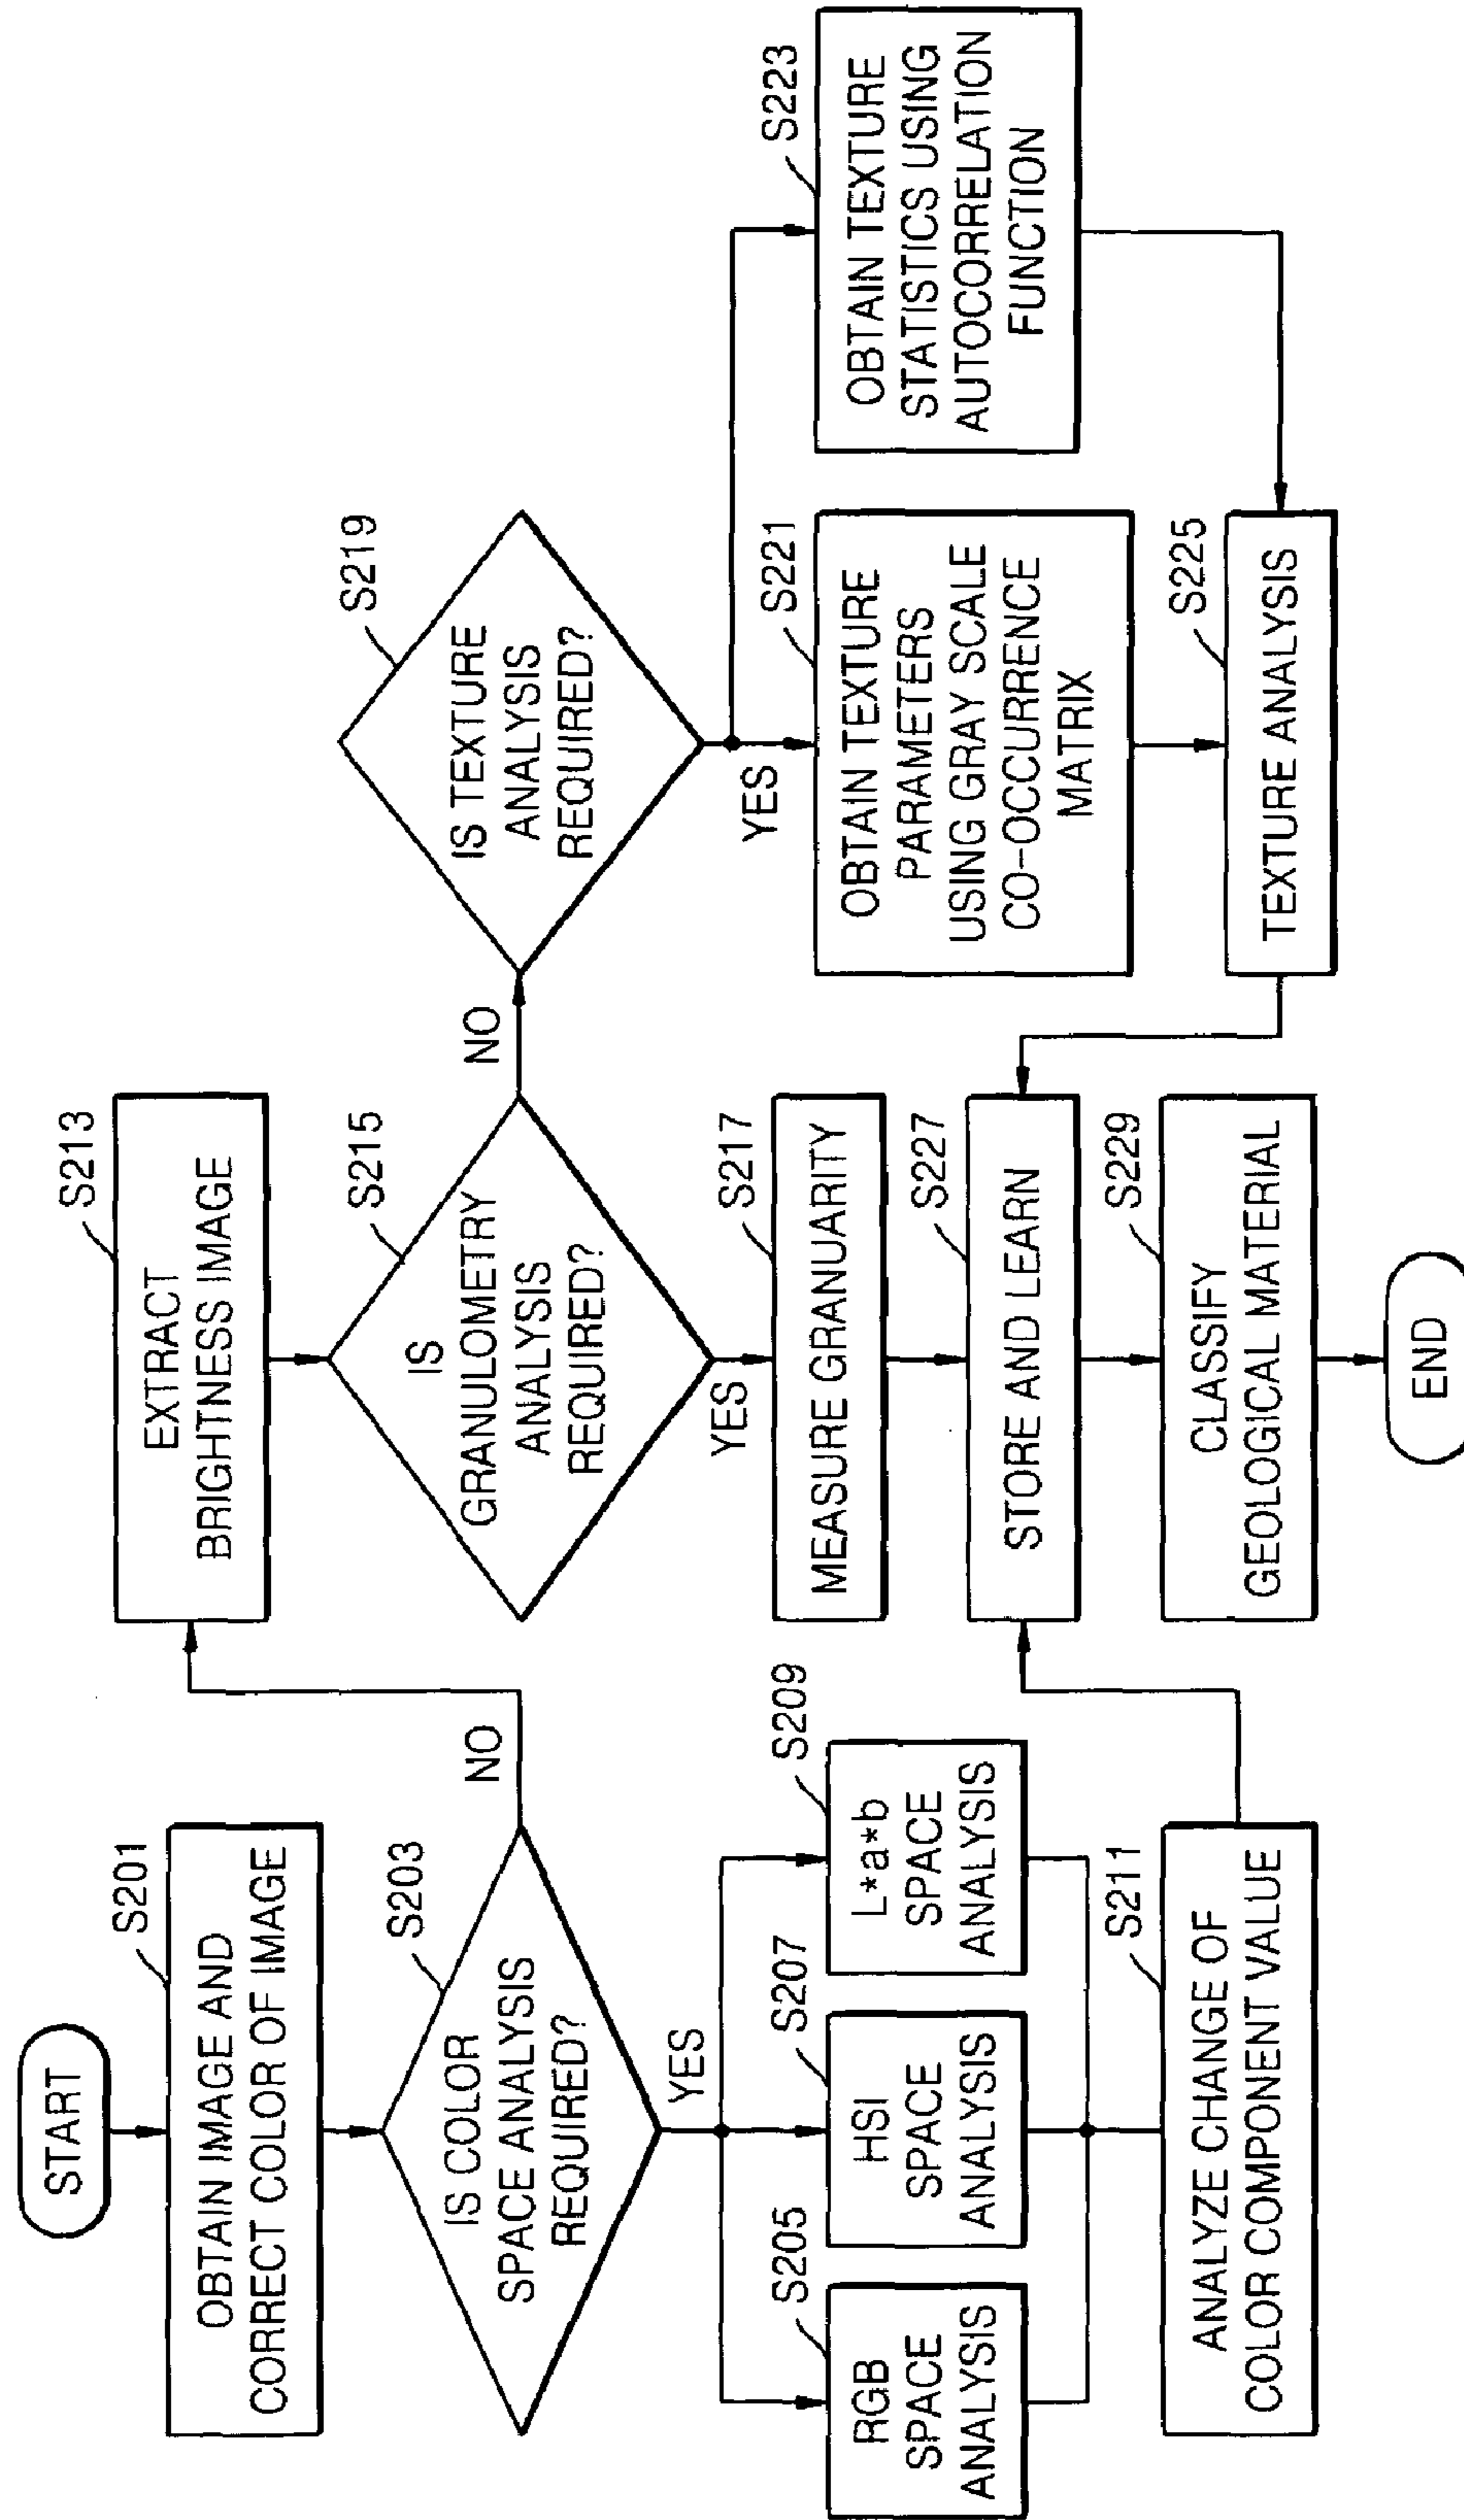 START
S201
OBTAIN IMAGE AND
CORRECT COLOR OF IMAGE
S203
IS COLOR
SPACE ANALYSIS
REQUIRED?
NO
YES
S205
RGB
SPACE
ANALYSIS
S207
HSI
SPACE
ANALYSIS
S209
L*a*b
SPACE
ANALYSIS
S211
ANALYZE CHANGE OF
COLOR COMPONENT VALUE
S213
EXTRACT
BRIGHTNESS IMAGE
S215
IS
GRANULOMETRY
ANALYSIS
REQUIRED?
NO
YES
S217
MEASURE GRANUARITY
S227
STORE AND LEARN
S229
CLASSIFY
GEOLOGICAL MATERIAL
END
S219
IS TEXTURE
ANALYSIS
REQUIRED?
YES
S221
OBTAIN TEXTURE
PARAMETERS
USING GRAY SCALE
CO-OCCURRENCE
MATRIX
S223
OBTAIN TEXTURE
STATISTICS USING
AUTOCORRELATION
FUNCTION
S225
TEXTURE ANALYSIS